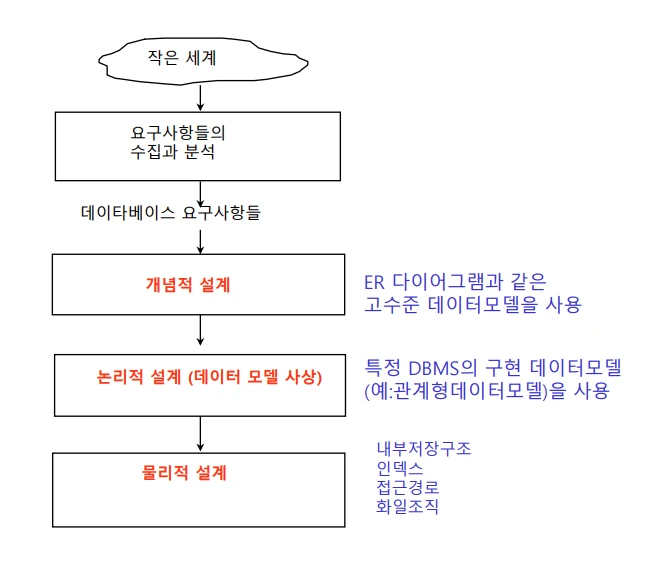 작은 세계
요구사항들의
수집과 분석
데이타베이스 요구사항들
개념적 설계
ER 다이어그램과 같은
고수준 데이터모델을 사용
논리적 설계 (데이터 모델 사상)
특정 DBMS의 구현 데이터모델
(예:관계형데이터모델)을 사용
물리적 설계
내부저장구조
인덱스
접근경로
화일조직